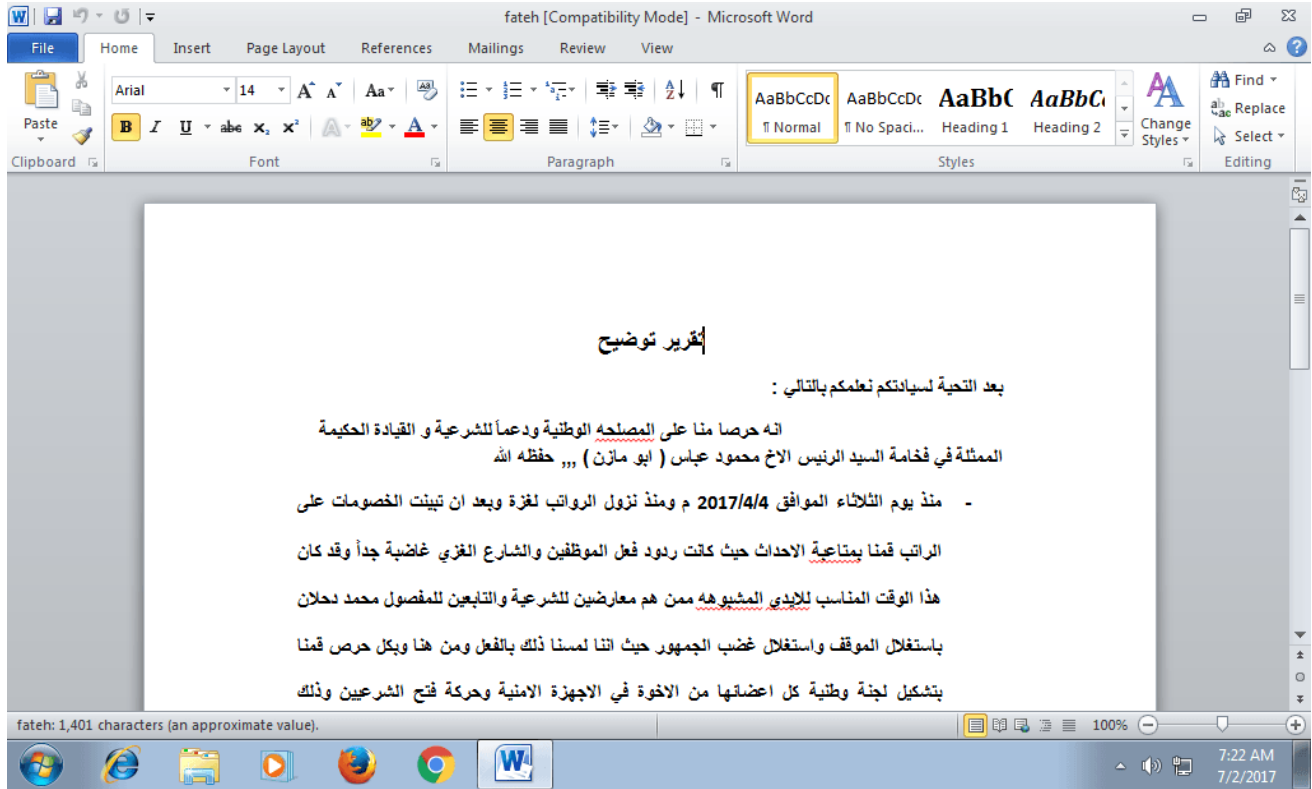 fateh [Compatibility Mode] - Microsoft Word
File Home Insert Page Layout References Mailings Review View
Arial 14 Aa
Paste
B I U abc x₂ x² A ab A
AaBbCcDc AaBbCcDc AaBbC AaBbC
¶ Normal ¶ No Spaci... Heading 1 Heading 2
Change Styles
Find
Replace
Select
Clipboard Font Paragraph Styles Editing
تقرير توضيح
بعد التحية لسيادتكم نعلمكم بالتالي :
انه حرصا منا على المصلحه الوطنية ودعماً للشرعية و القيادة الحكيمة
الممثلة في فخامة السيد الرئيس الاخ محمود عباس ( ابو مازن ) ,,, حفظه الله
- منذ يوم الثلاثاء الموافق 2017/4/4 م ومنذ نزول الرواتب لغزة وبعد ان تبينت الخصومات على
الراتب قمنا بمتاعبة الاحداث حيث كانت ردود فعل الموظفين والشارع الغزي غاضبة جداً وقد كان
هذا الوقت المناسب للايدي المشبوهه ممن هم معارضين للشرعية والتابعين للمفصول محمد دحلان
باستغلال الموقف واستغلال غضب الجمهور حيث اننا لمسنا ذلك بالفعل ومن هنا وبكل حرص قمنا
بتشكيل لجنة وطنية كل اعضائها من الاخوة في الاجهزة الامنية وحركة فتح الشرعيين وذلك
fateh: 1,401 characters (an approximate value).
100%
7:22 AM
7/2/2017